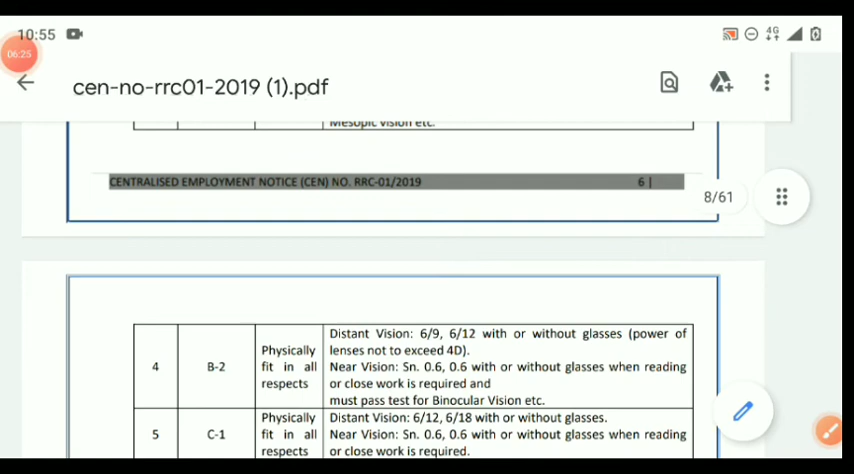 10:55
4G
06:25
cen-no-rrc01-2019 (1).pdf
Mesopic Vision etc.
CENTRALISED EMPLOYMENT NOTICE (CEN) NO. RRC-01/2019 6 |
8/61
4 B-2 Physically fit in all respects Distant Vision: 6/9, 6/12 with or without glasses (power of
lenses not to exceed 4D).
Near Vision: Sn. 0.6, 0.6 with or without glasses when reading
or close work is required and
must pass test for Binocular Vision etc.
5 C-1 Physically fit in all respects Distant Vision: 6/12, 6/18 with or without glasses.
Near Vision: Sn. 0.6, 0.6 with or without glasses when reading
or close work is required.